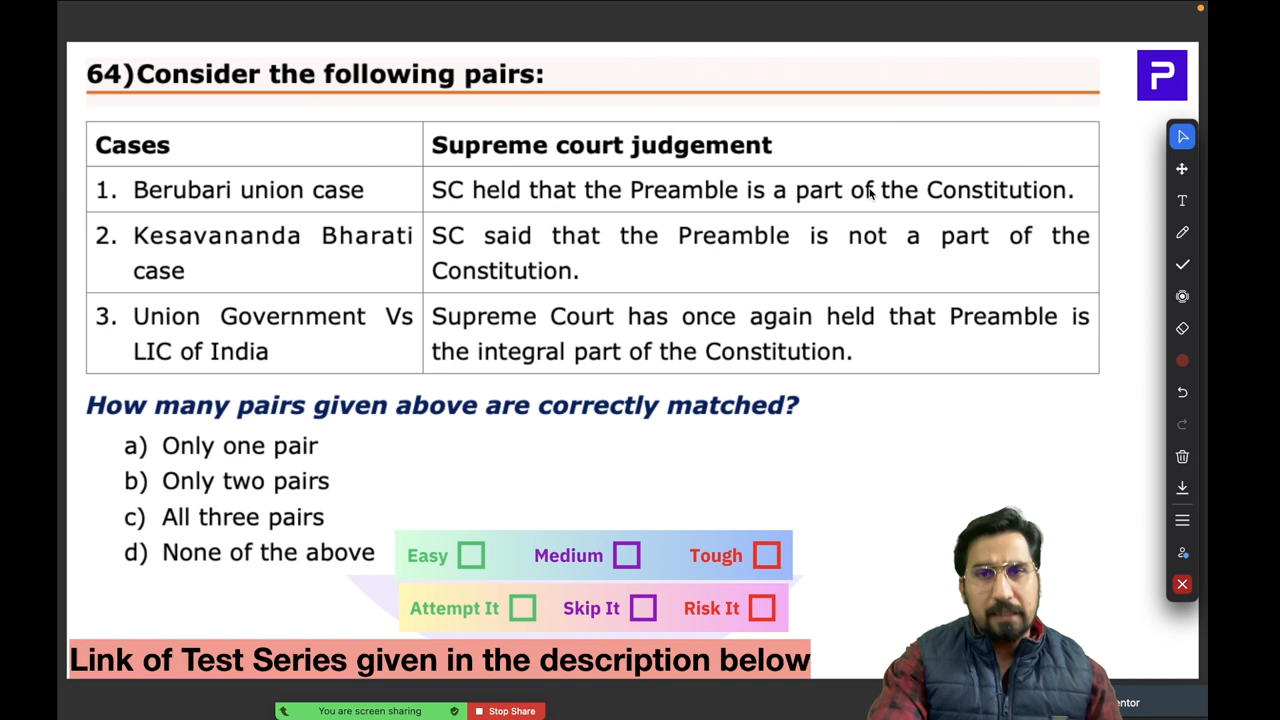 64)Consider the following pairs:
Cases
Supreme court judgement
1. Berubari union case
SC held that the Preamble is a part of the Constitution.
2. Kesavananda Bharati
case
SC said that the Preamble is not a part of the
Constitution.
3. Union Government Vs
LIC of India
Supreme Court has once again held that Preamble is
the integral part of the Constitution.
How many pairs given above are correctly matched?
a) Only one pair
b) Only two pairs
c) All three pairs
d) None of the above
Easy Medium Tough
Attempt It Skip It Risk It
Link of Test Series given in the description below
You are screen sharing Stop Share